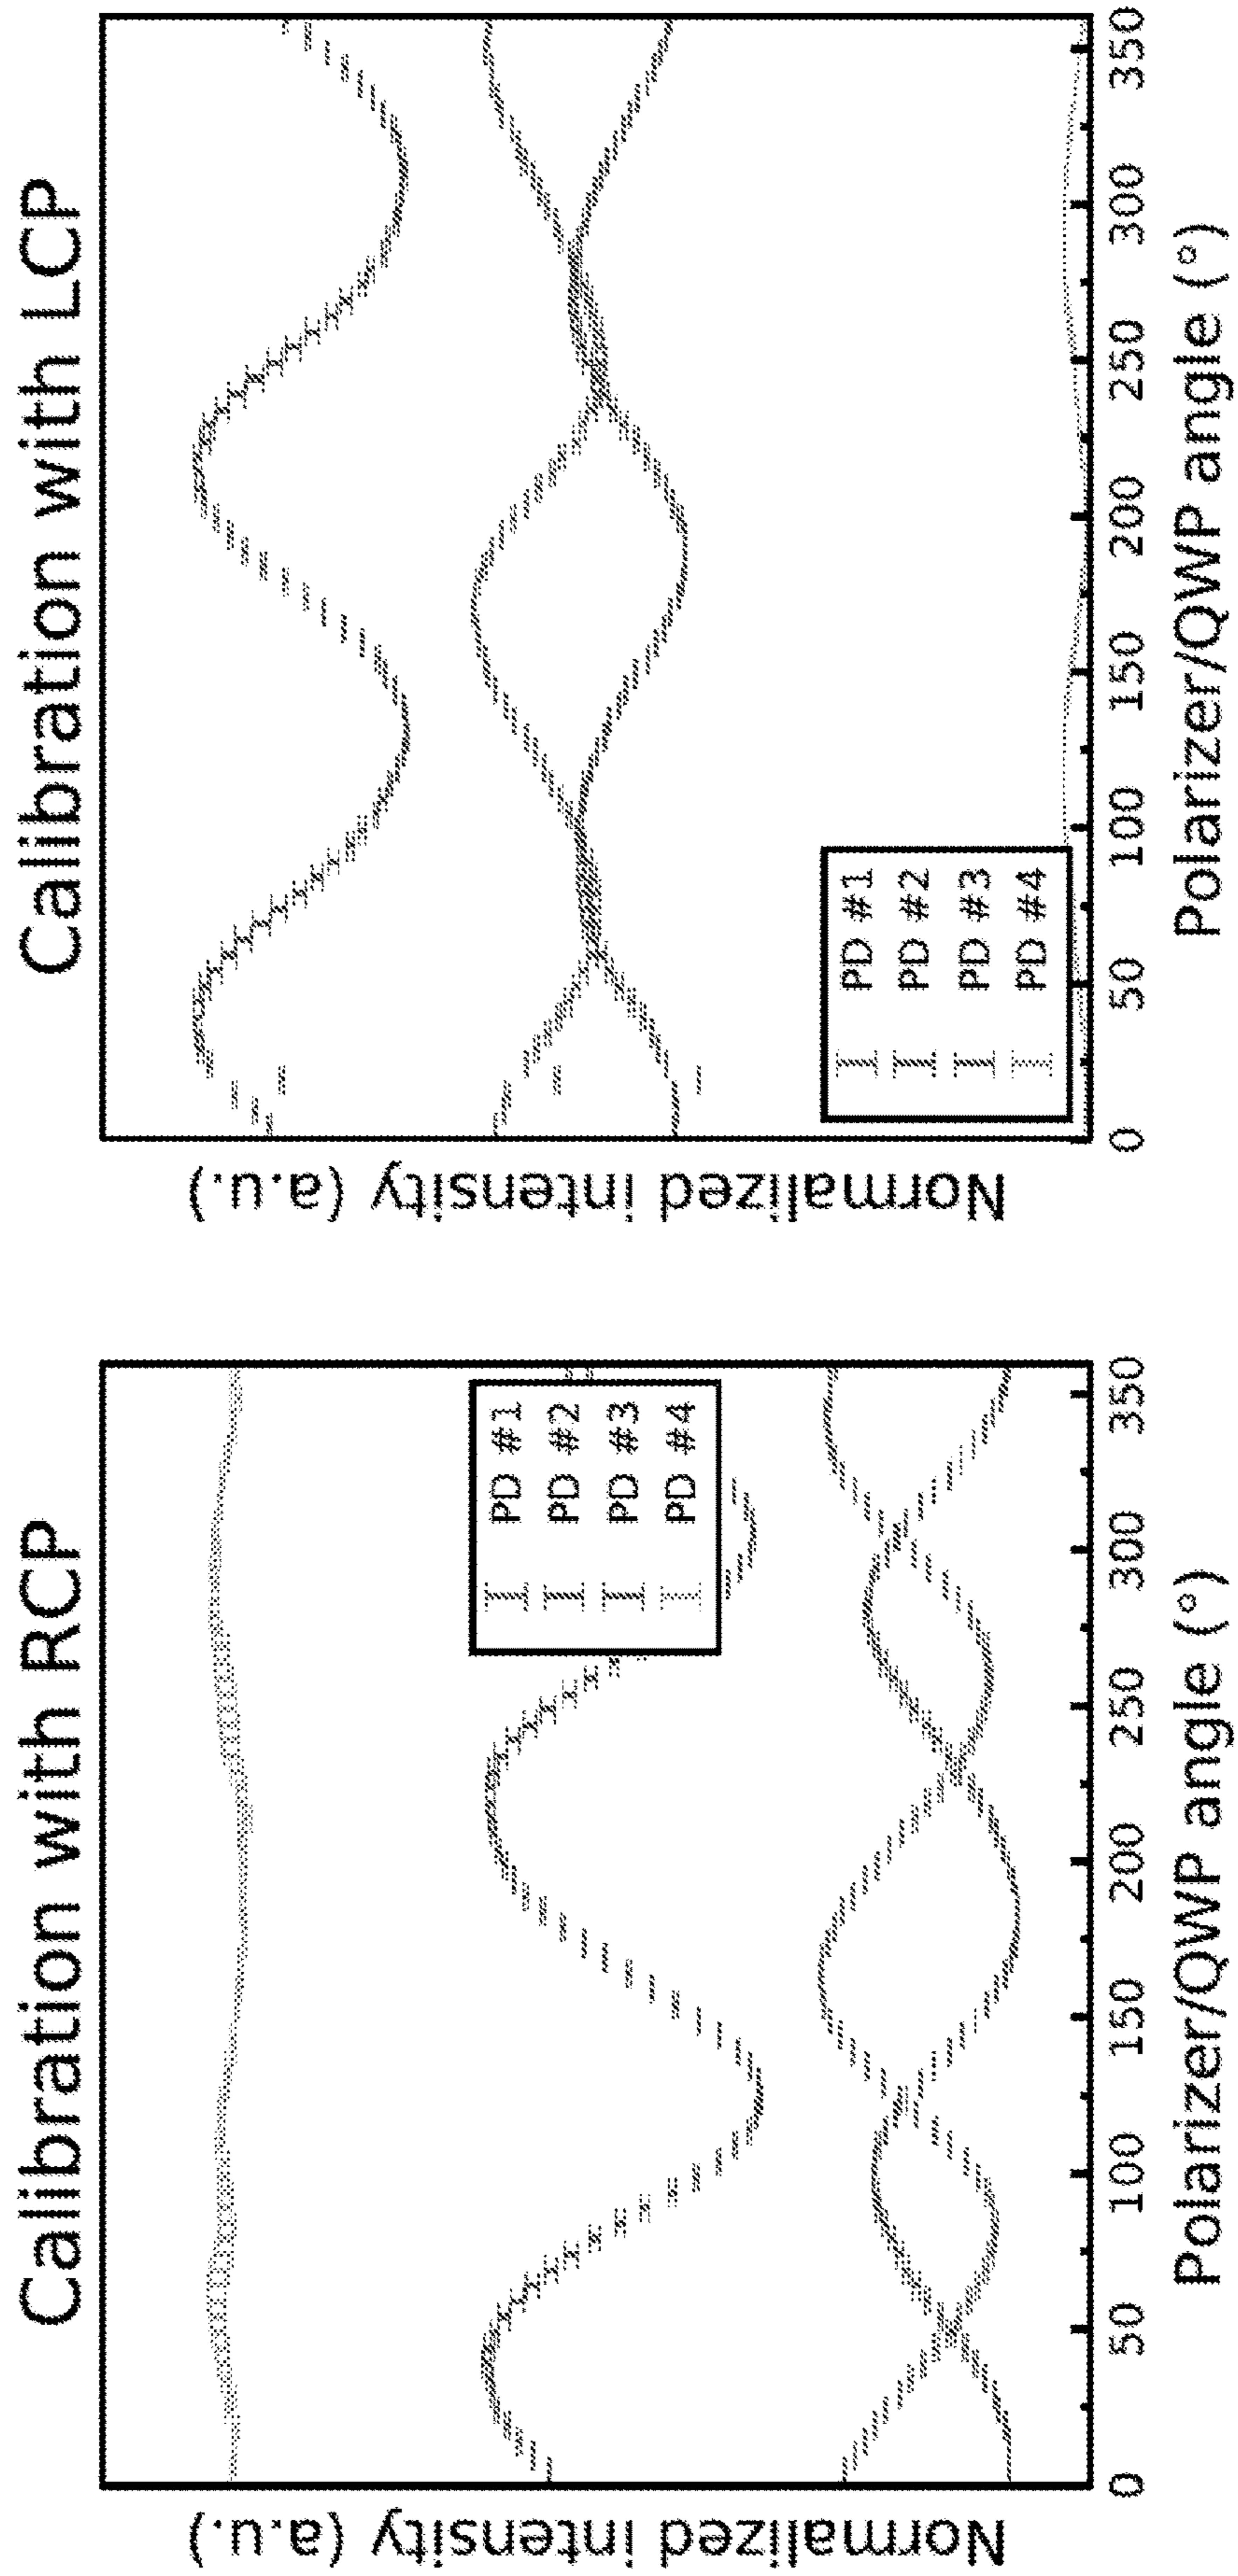 Calibration with RCP
Normalized intensity (a.u.)
PD #1
PD #2
PD #3
PD #4
0 50 100 150 200 250 300 350
Polarizer/QWP angle (°)
Calibration with LCP
Normalized intensity (a.u.)
PD #1
PD #2
PD #3
PD #4
0 50 100 150 200 250 300 350
Polarizer/QWP angle (°)